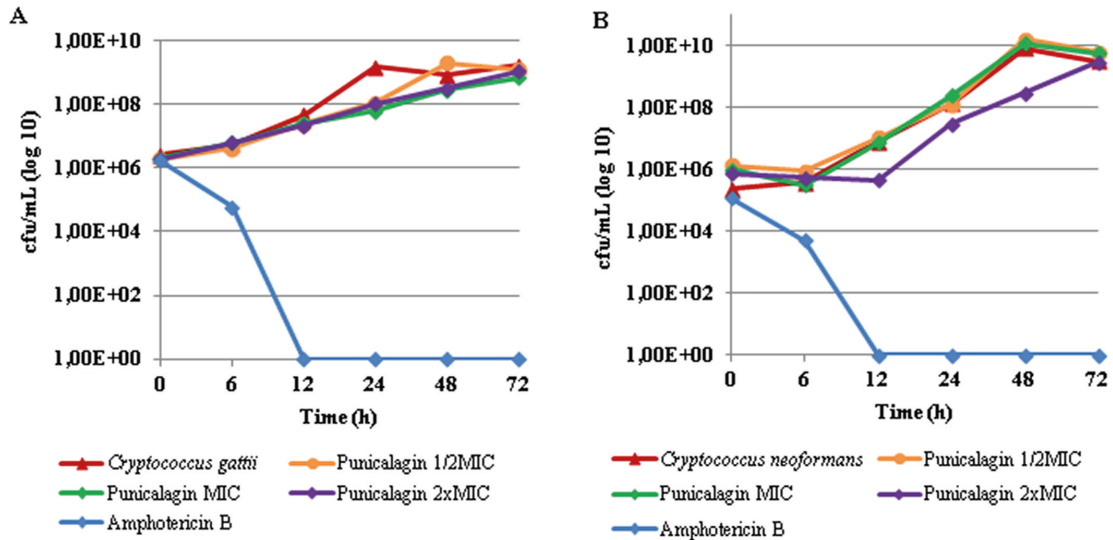 A
1,00E+10
1,00E+08
1,00E+06
1,00E+04
1,00E+02
1,00E+00
cfu/mL (log 10)
0 6 12 24 48 72
Time (h)
Cryptococcus gattii
Punicalagin 1/2MIC
Punicalagin MIC
Punicalagin 2xMIC
Amphotericin B
B
1,00E+10
1,00E+08
1,00E+06
1,00E+04
1,00E+02
1,00E+00
cfu/mL (log 10)
0 6 12 24 48 72
Time (h)
Cryptococcus neoformans
Punicalagin 1/2MIC
Punicalagin MIC
Punicalagin 2xMIC
Amphotericin B